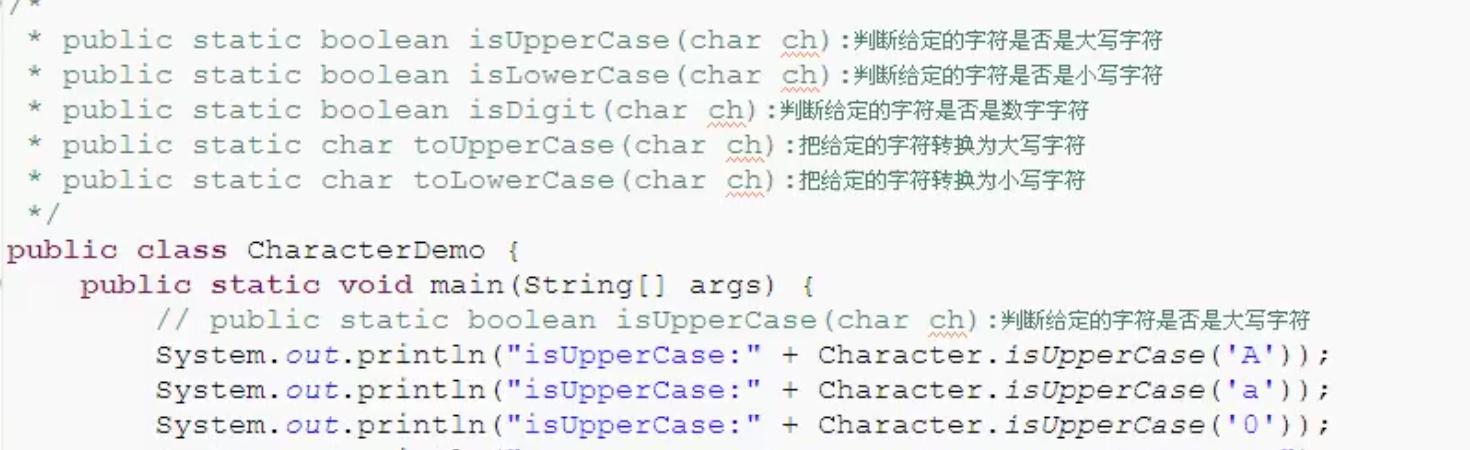 /*
* public static boolean isUpperCase(char ch):判断给定的字符是否是大写字符
* public static boolean isLowerCase(char ch):判断给定的字符是否是小写字符
* public static boolean isDigit(char ch):判断给定的字符是否是数字字符
* public static char toUpperCase(char ch):把给定的字符转换为大写字符
* public static char toLowerCase(char ch):把给定的字符转换为小写字符
*/
public class CharacterDemo {
public static void main(String[] args) {
// public static boolean isUpperCase(char ch):判断给定的字符是否是大写字符
System.out.println("isUpperCase:" + Character.isUpperCase('A'));
System.out.println("isUpperCase:" + Character.isUpperCase('a'));
System.out.println("isUpperCase:" + Character.isUpperCase('0'));